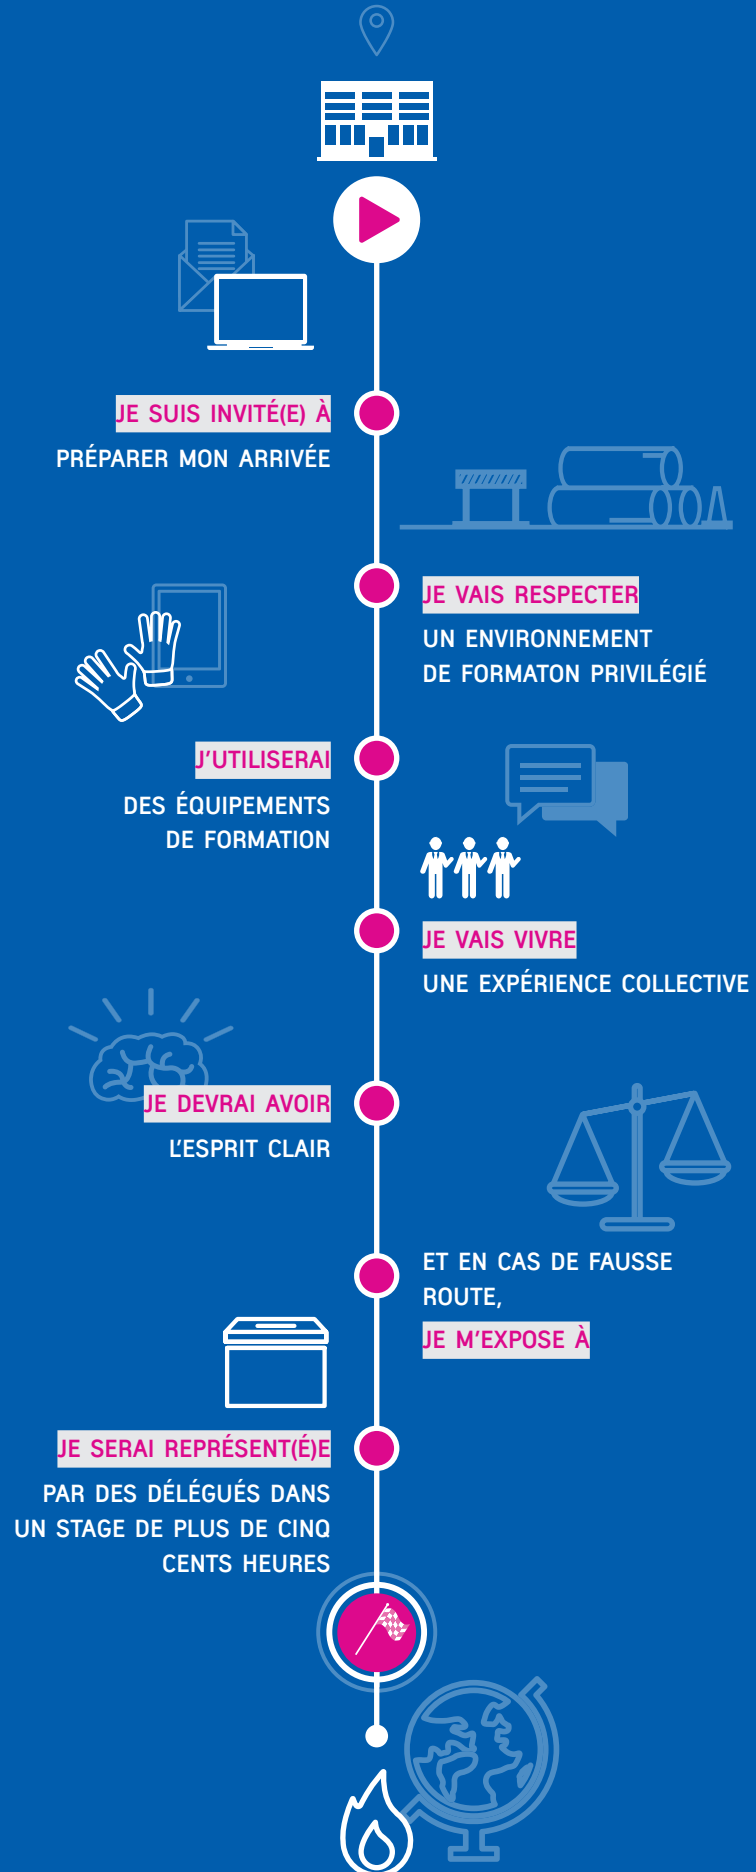 JE SUIS INVITÉ(E) À
PRÉPARER MON ARRIVÉE
JE VAIS RESPECTER
UN ENVIRONNEMENT
DE FORMATON PRIVILÉGIÉ
J'UTILISERAI
DES ÉQUIPEMENTS
DE FORMATION
JE VAIS VIVRE
UNE EXPÉRIENCE COLLECTIVE
JE DEVRAI AVOIR
L'ESPRIT CLAIR
ET EN CAS DE FAUSSE
ROUTE,
JE M'EXPOSE À
JE SERAI REPRÉSENT(É)E
PAR DES DÉLÉGUÉS DANS
UN STAGE DE PLUS DE CINQ
CENTS HEURES